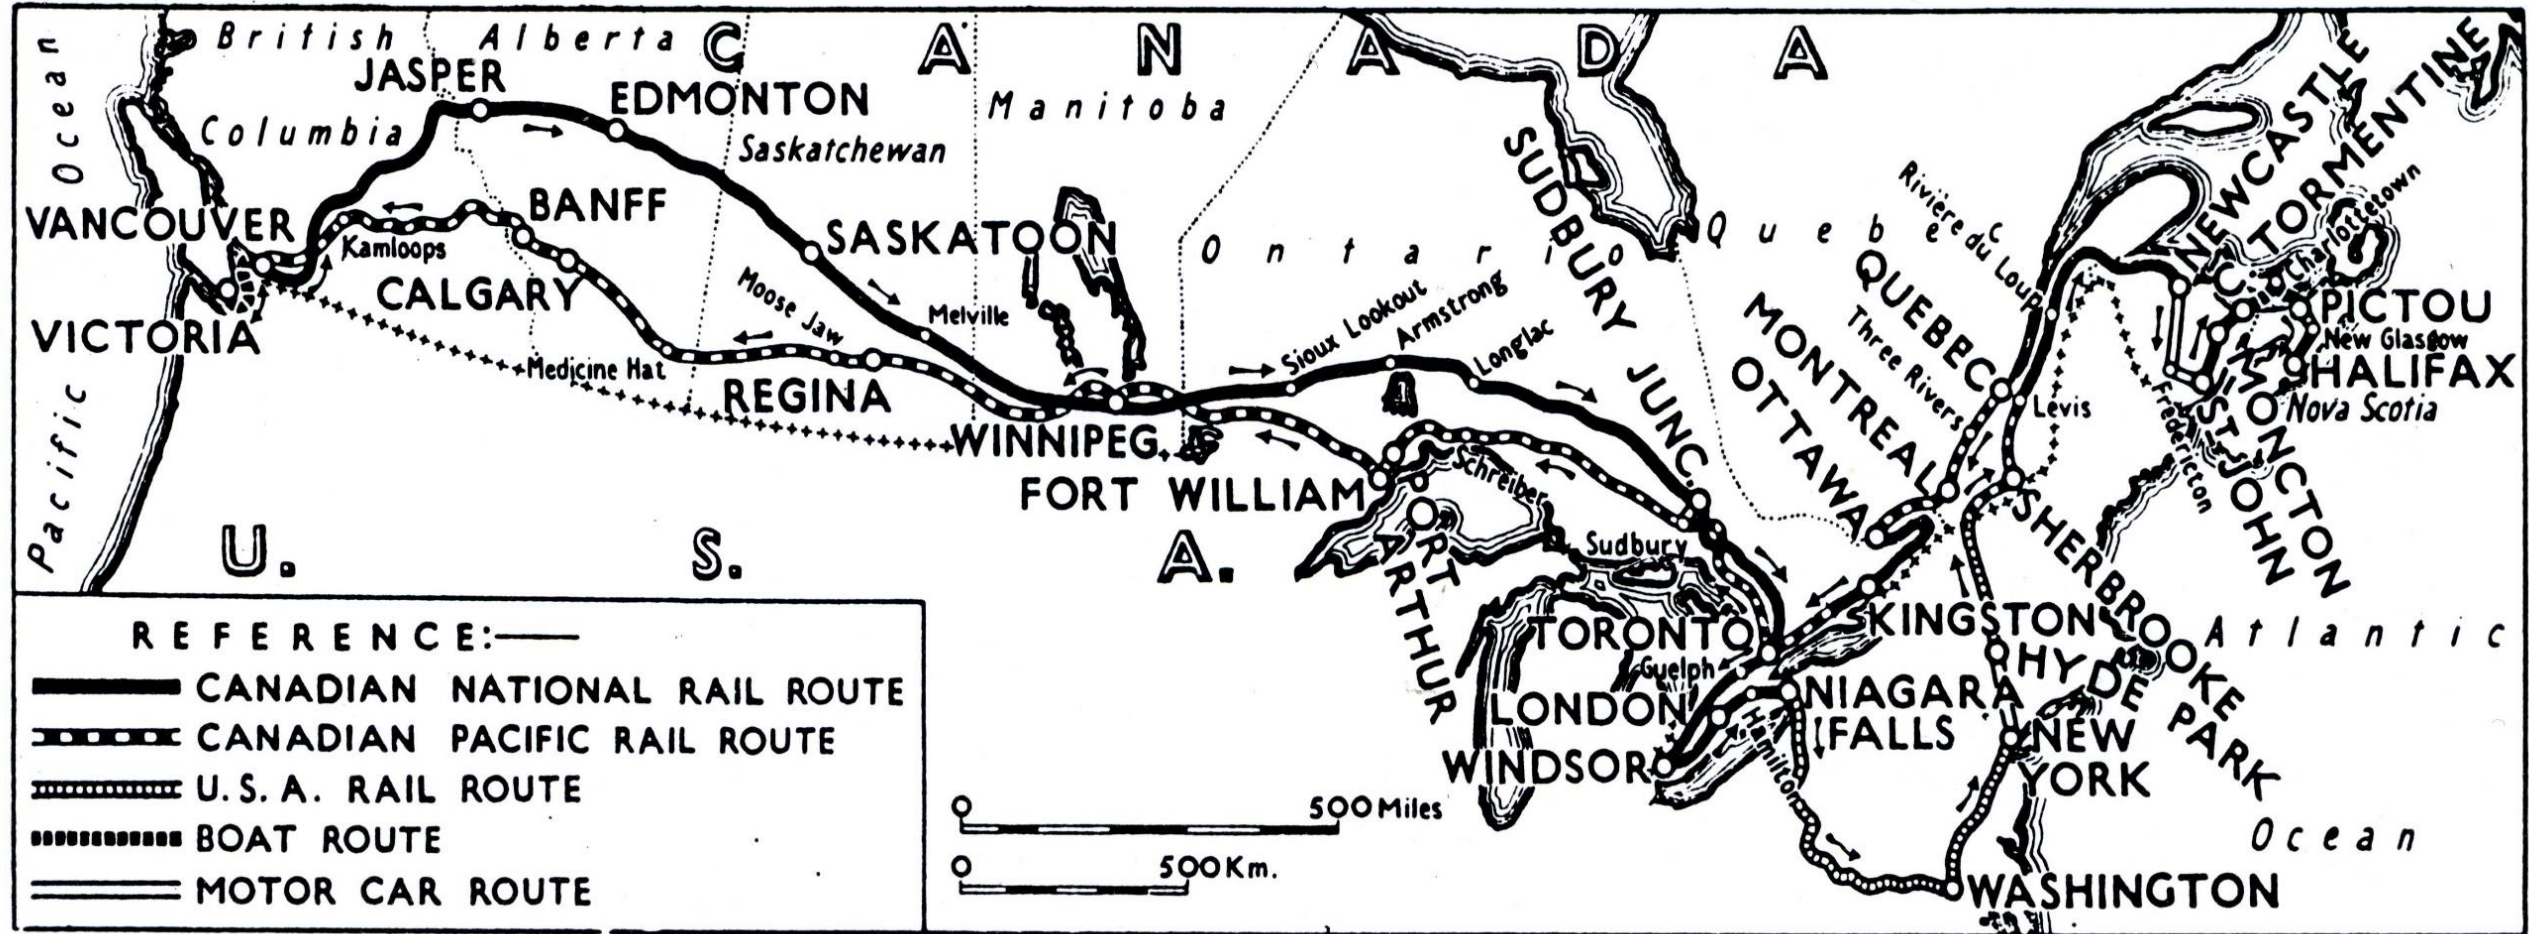 British Alberta
CANADA
Pacific Ocean
JASPER
EDMONTON
Columbia
Saskatchewan
Manitoba
BANFF
VANCOUVER
Kamloops
SASKATOON
CALGARY
VICTORIA
Moose Jaw
Melville
Medicine Hat
REGINA
WINNIPEG
Ontario
Quebec
Sioux Lookout
Armstrong
Longlac
SUDBURY JUNC.
FORT WILLIAM
PORT ARTHUR
Schreiber
Sudbury
U. S. A.
Rivière du Loup
QUEBEC
Three Rivers
MONTREAL
OTTAWA
Levis
NEWCASTLE
C. TORMENTINE
Charlottetown
PICTOU
New Glasgow
HALIFAX
Nova Scotia
MONCTON
ST. JOHN
Fredericton
SHERBROOKE
KINGSTON
TORONTO
Guelph
LONDON
WINDSOR
Hamilton
NIAGARA
FALLS
HYDE PARK
NEW
YORK
WASHINGTON
Atlantic
Ocean
REFERENCE:—
CANADIAN NATIONAL RAIL ROUTE
CANADIAN PACIFIC RAIL ROUTE
U.S.A. RAIL ROUTE
BOAT ROUTE
MOTOR CAR ROUTE
0 500 Miles
0 500 Km.